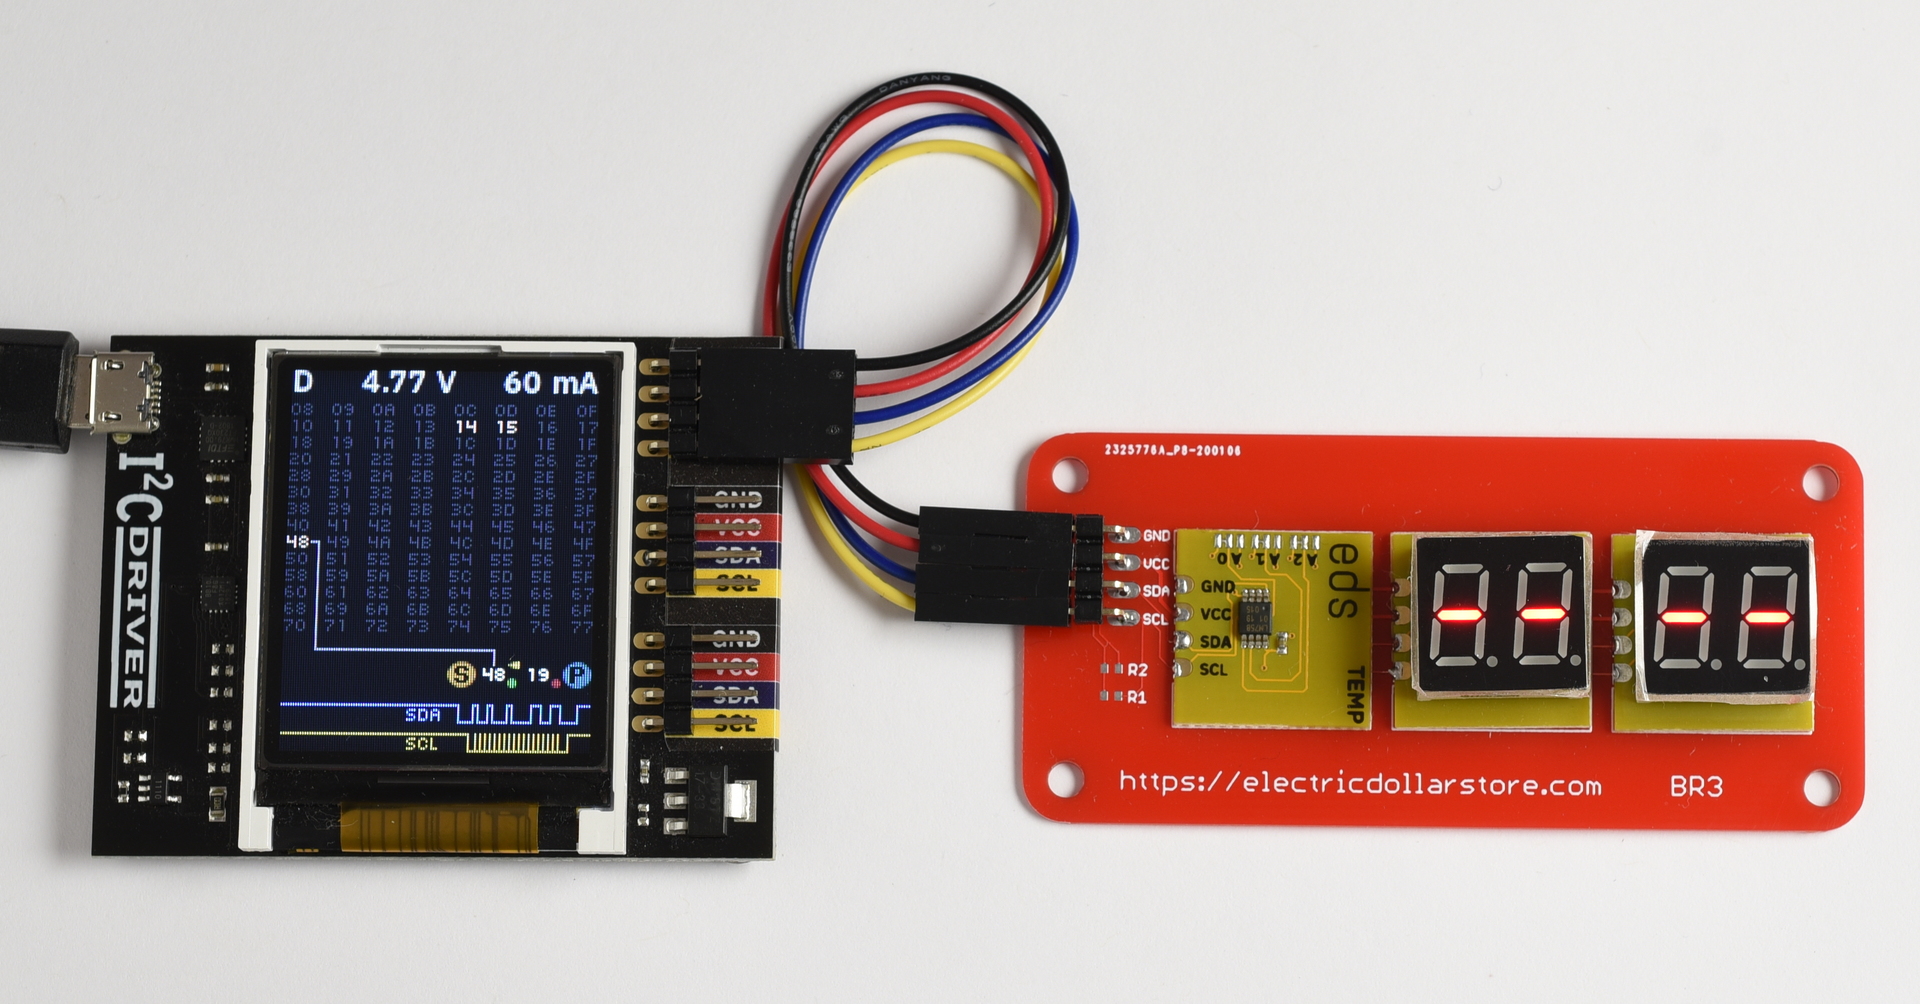 DANYANG
D 4.77 V 60 mA
08 09 0A 0B 0C 0D 0E 0F
10 11 12 13 14 15 16 17
18 19 1A 1B 1C 1D 1E 1F
20 21 22 23 24 25 26 27
28 29 2A 2B 2C 2D 2E 2F
30 31 32 33 34 35 36 37
38 39 3A 3B 3C 3D 3E 3F
40 41 42 43 44 45 46 47
48 49 4A 4B 4C 4D 4E 4F
50 51 52 53 54 55 56 57
58 59 5A 5B 5C 5D 5E 5F
60 61 62 63 64 65 66 67
68 69 6A 6B 6C 6D 6E 6F
70 71 72 73 74 75 76 77
S 48 19 P
SDA
SCL
I²CDRIVER
GND
VCC
SDA
SCL
GND
VCC
SDA
SCL
2325776A_P8-200106
GND
VCC
SDA
SCL
R2
R1
A0 A1 A2
GND
VCC
SDA
SCL
eds
TEMP
https://electricdollarstore.com
BR3